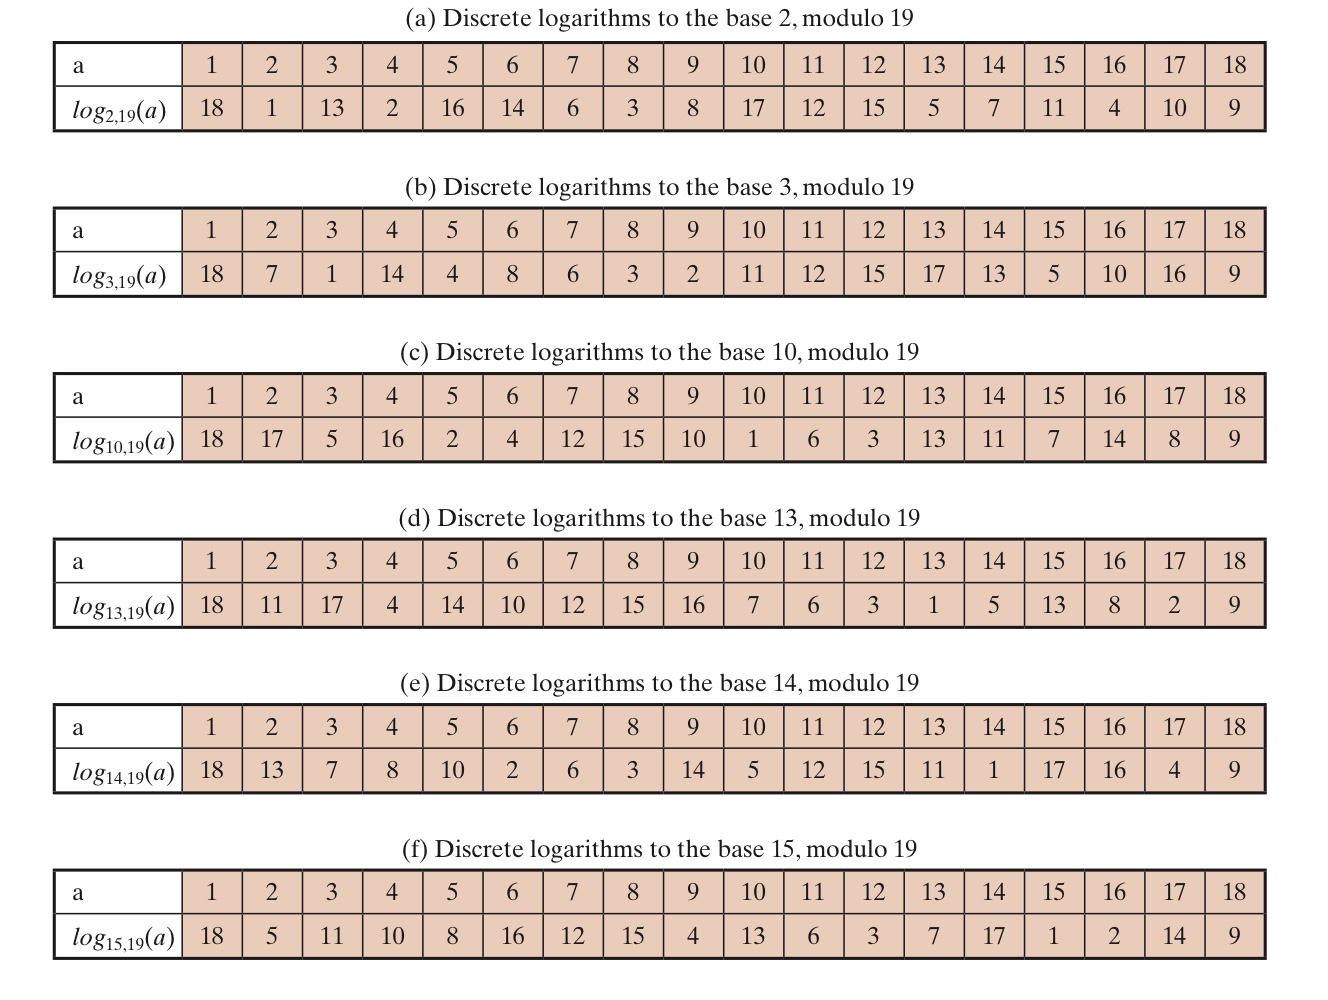 (a) Discrete logarithms to the base 2, modulo 19
a 1 2 3 4 5 6 7 8 9 10 11 12 13 14 15 16 17 18
log2,19(a) 18 1 13 2 16 14 6 3 8 17 12 15 5 7 11 4 10 9
(b) Discrete logarithms to the base 3, modulo 19
a 1 2 3 4 5 6 7 8 9 10 11 12 13 14 15 16 17 18
log3,19(a) 18 7 1 14 4 8 6 3 2 11 12 15 17 13 5 10 16 9
(c) Discrete logarithms to the base 10, modulo 19
a 1 2 3 4 5 6 7 8 9 10 11 12 13 14 15 16 17 18
log10,19(a) 18 17 5 16 2 4 12 15 10 1 6 3 13 11 7 14 8 9
(d) Discrete logarithms to the base 13, modulo 19
a 1 2 3 4 5 6 7 8 9 10 11 12 13 14 15 16 17 18
log13,19(a) 18 11 17 4 14 10 12 15 16 7 6 3 1 5 13 8 2 9
(e) Discrete logarithms to the base 14, modulo 19
a 1 2 3 4 5 6 7 8 9 10 11 12 13 14 15 16 17 18
log14,19(a) 18 13 7 8 10 2 6 3 14 5 12 15 11 1 17 16 4 9
(f) Discrete logarithms to the base 15, modulo 19
a 1 2 3 4 5 6 7 8 9 10 11 12 13 14 15 16 17 18
log15,19(a) 18 5 11 10 8 16 12 15 4 13 6 3 7 17 1 2 14 9